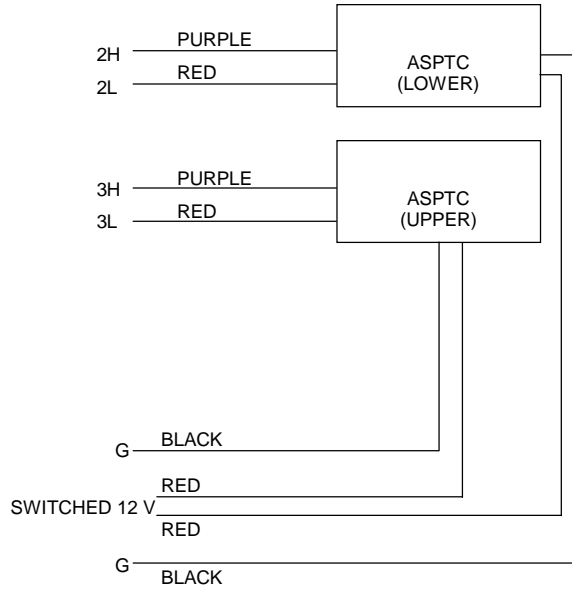 PURPLE
2H
RED
2L
ASPTC
(LOWER)
PURPLE
3H
RED
3L
ASPTC
(UPPER)
BLACK
G
RED
SWITCHED 12 V
RED
G
BLACK